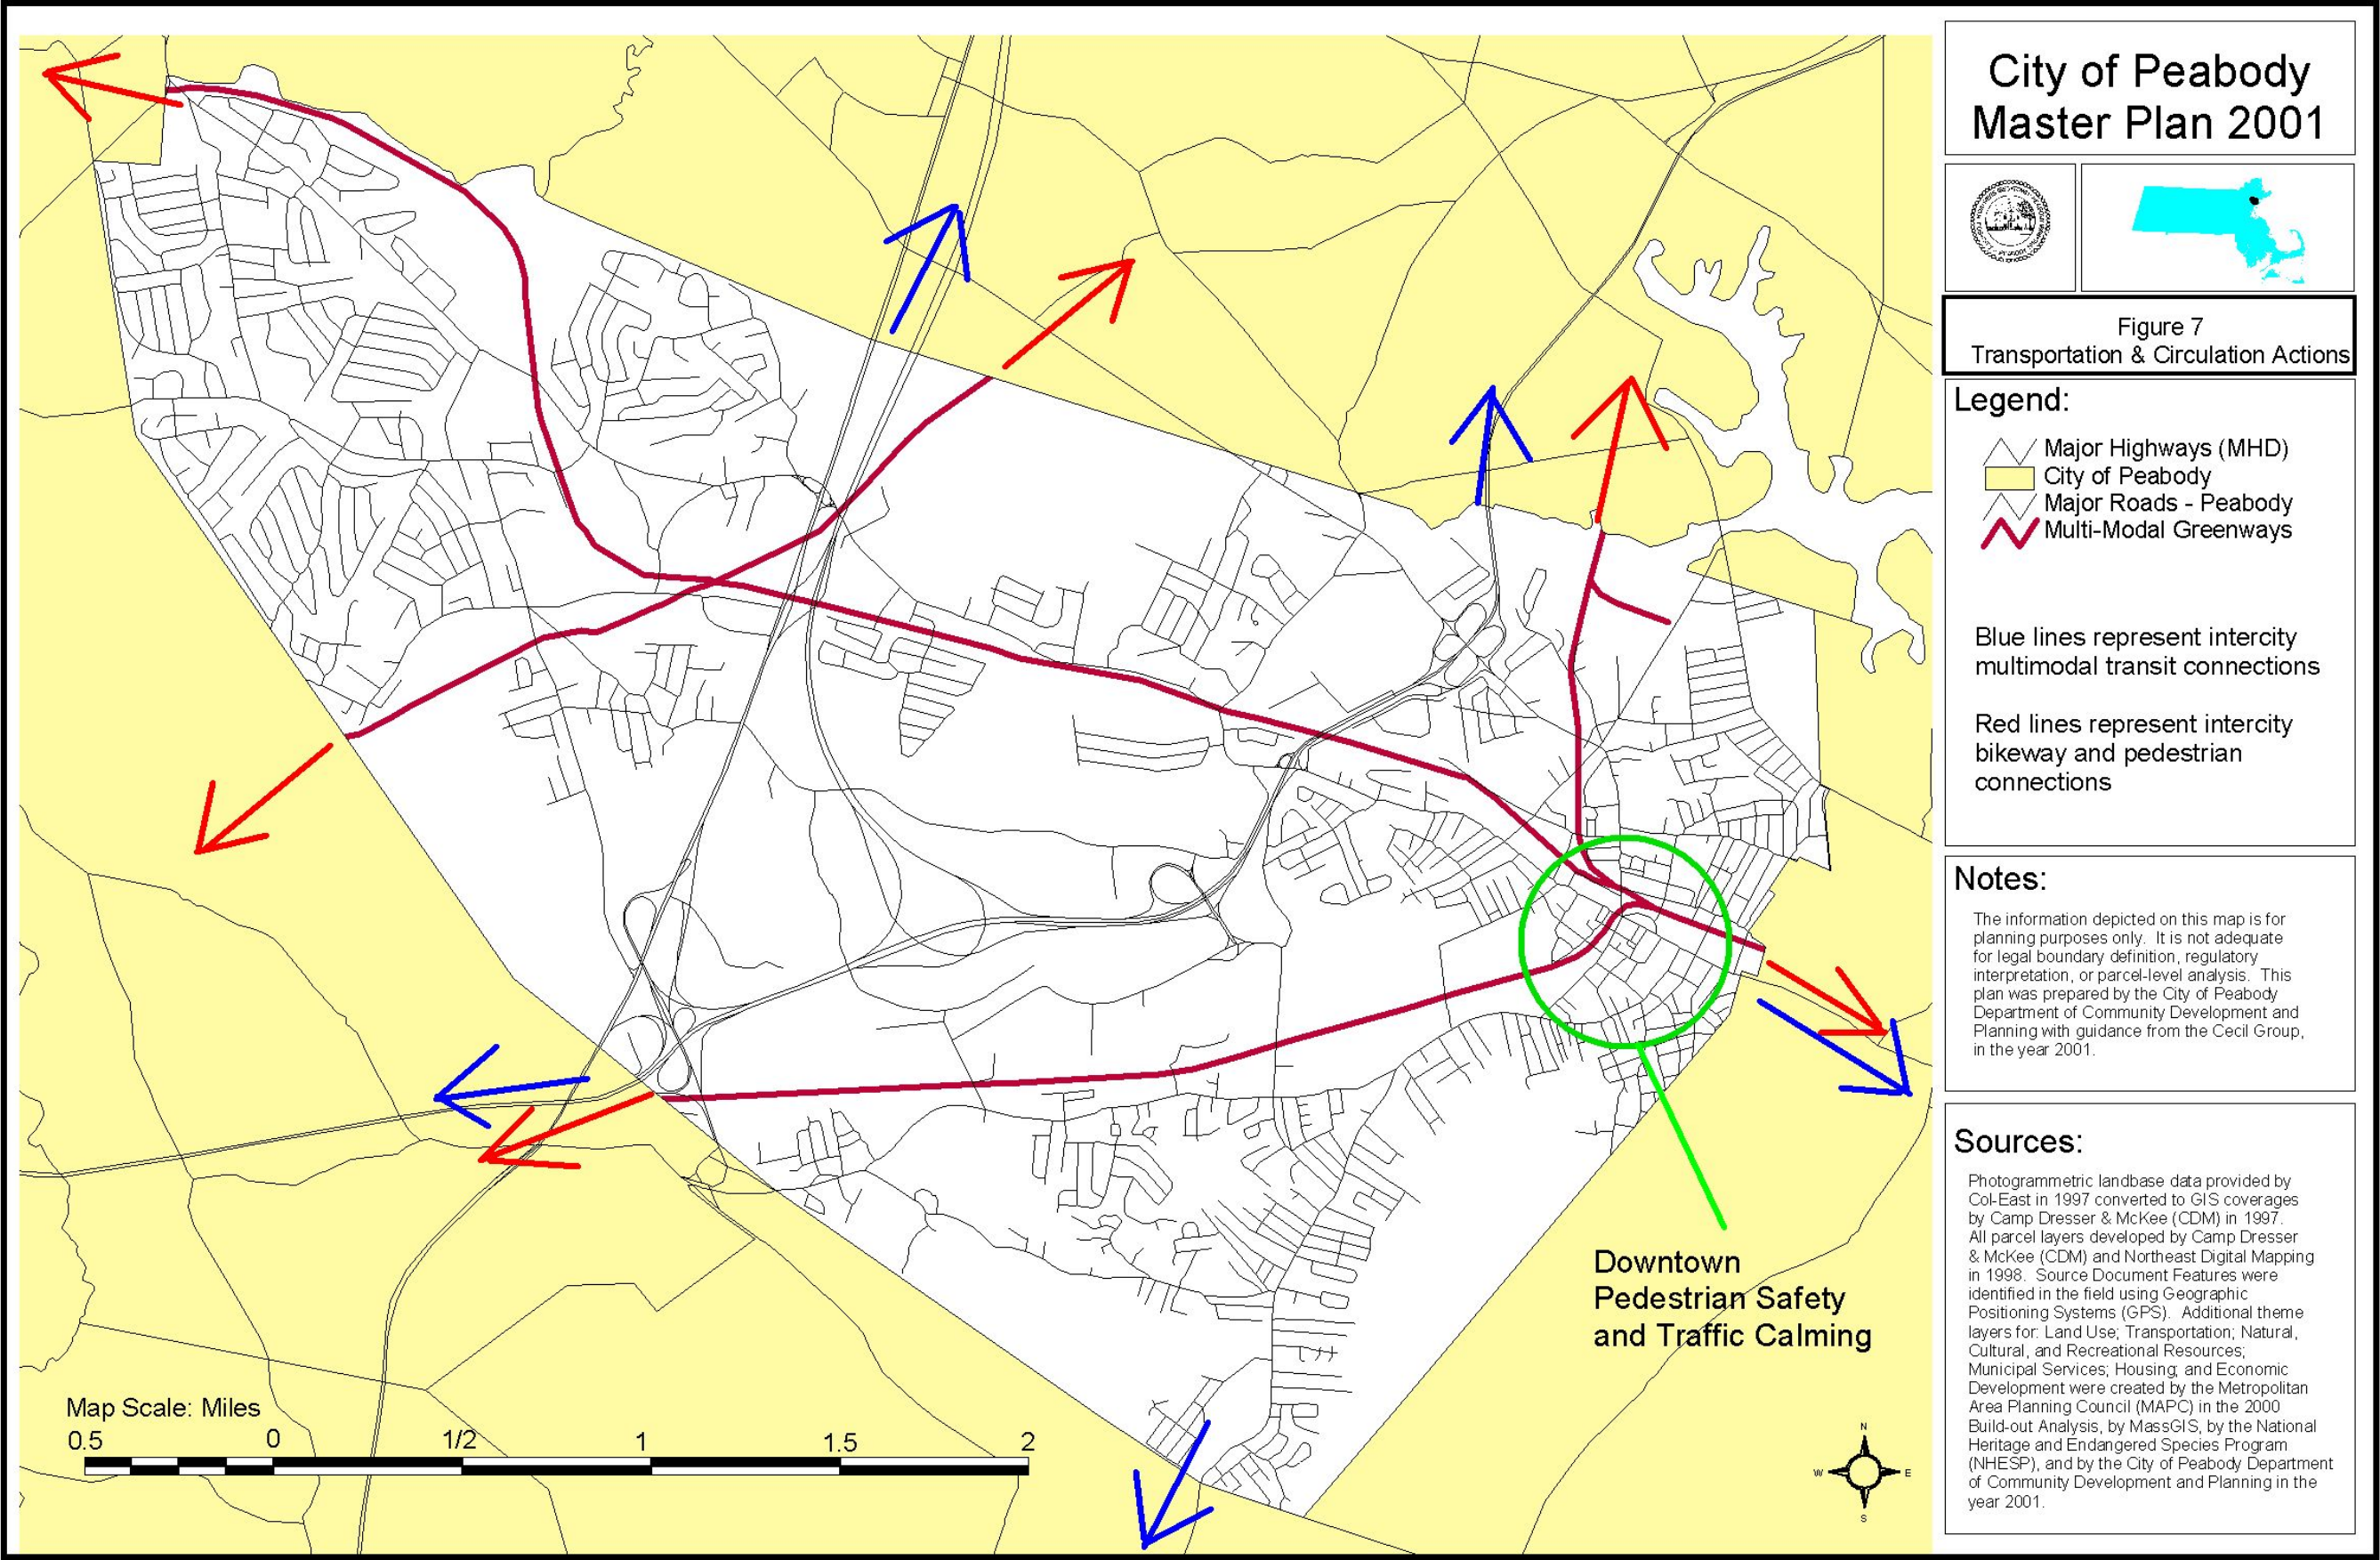 City of Peabody
Master Plan 2001
Figure 7
Transportation & Circulation Actions
Legend:
Major Highways (MHD)
City of Peabody
Major Roads - Peabody
Multi-Modal Greenways
Blue lines represent intercity
multimodal transit connections
Red lines represent intercity
bikeway and pedestrian
connections
Notes:
The information depicted on this map is for
planning purposes only. It is not adequate
for legal boundary definition, regulatory
interpretation, or parcel-level analysis. This
plan was prepared by the City of Peabody
Department of Community Development and
Planning with guidance from the Cecil Group,
in the year 2001.
Sources:
Photogrammetric landbase data provided by
Col-East in 1997 converted to GIS coverages
by Camp Dresser & McKee (CDM) in 1997.
All parcel layers developed by Camp Dresser
& McKee (CDM) and Northeast Digital Mapping
in 1998. Source Document Features were
identified in the field using Geographic
Positioning Systems (GPS). Additional theme
layers for: Land Use; Transportation; Natural,
Cultural, and Recreational Resources;
Municipal Services; Housing; and Economic
Development were created by the Metropolitan
Area Planning Council (MAPC) in the 2000
Build-out Analysis, by MassGIS, by the National
Heritage and Endangered Species Program
(NHESP), and by the City of Peabody Department
of Community Development and Planning in the
year 2001.
Downtown
Pedestrian Safety
and Traffic Calming
Map Scale: Miles
0.5 0 1/2 1 1.5 2
N
W E
S